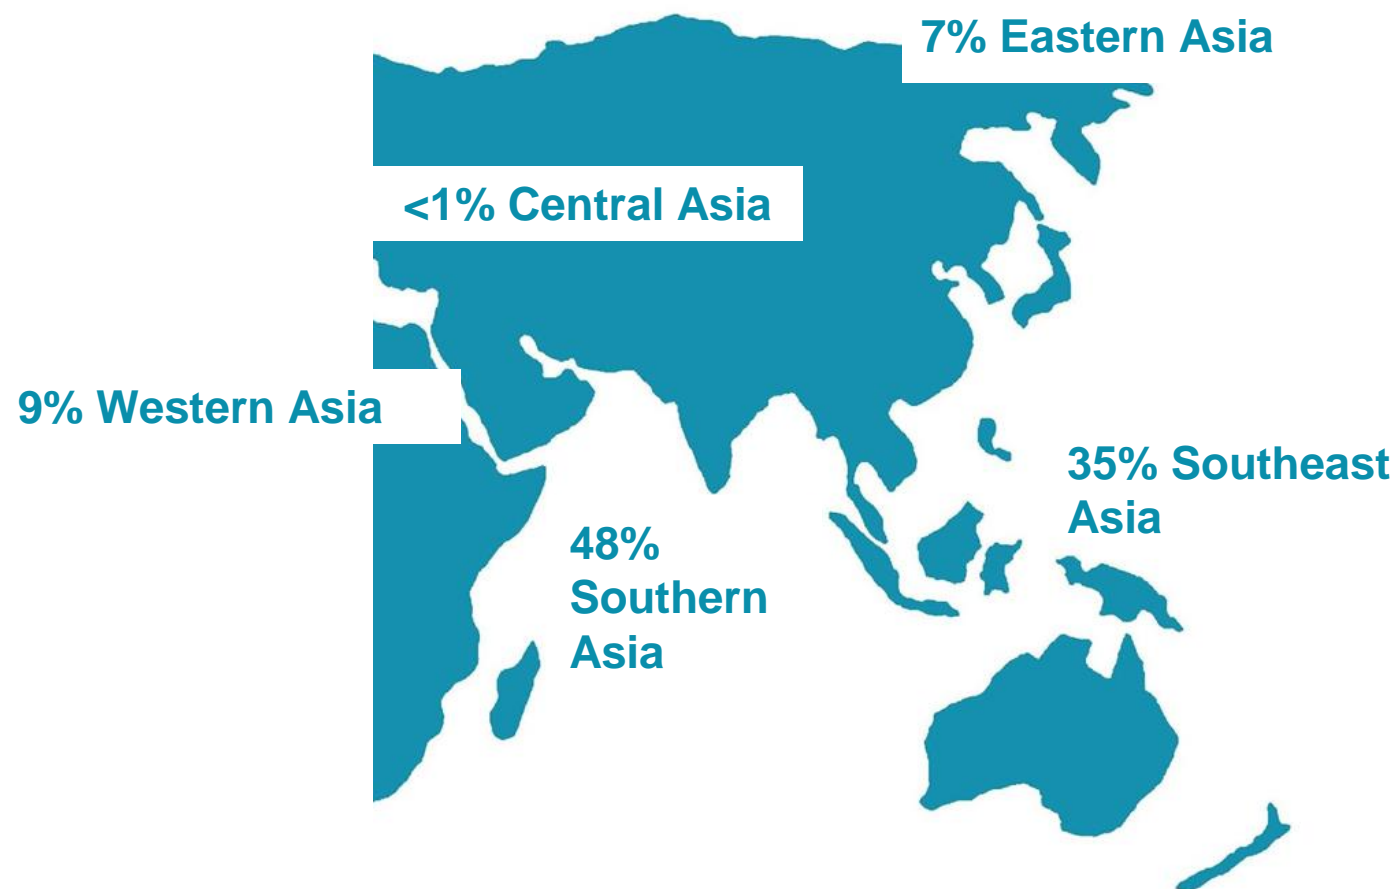 7% Eastern Asia
<1% Central Asia
9% Western Asia
35% Southeast
Asia
48%
Southern
Asia